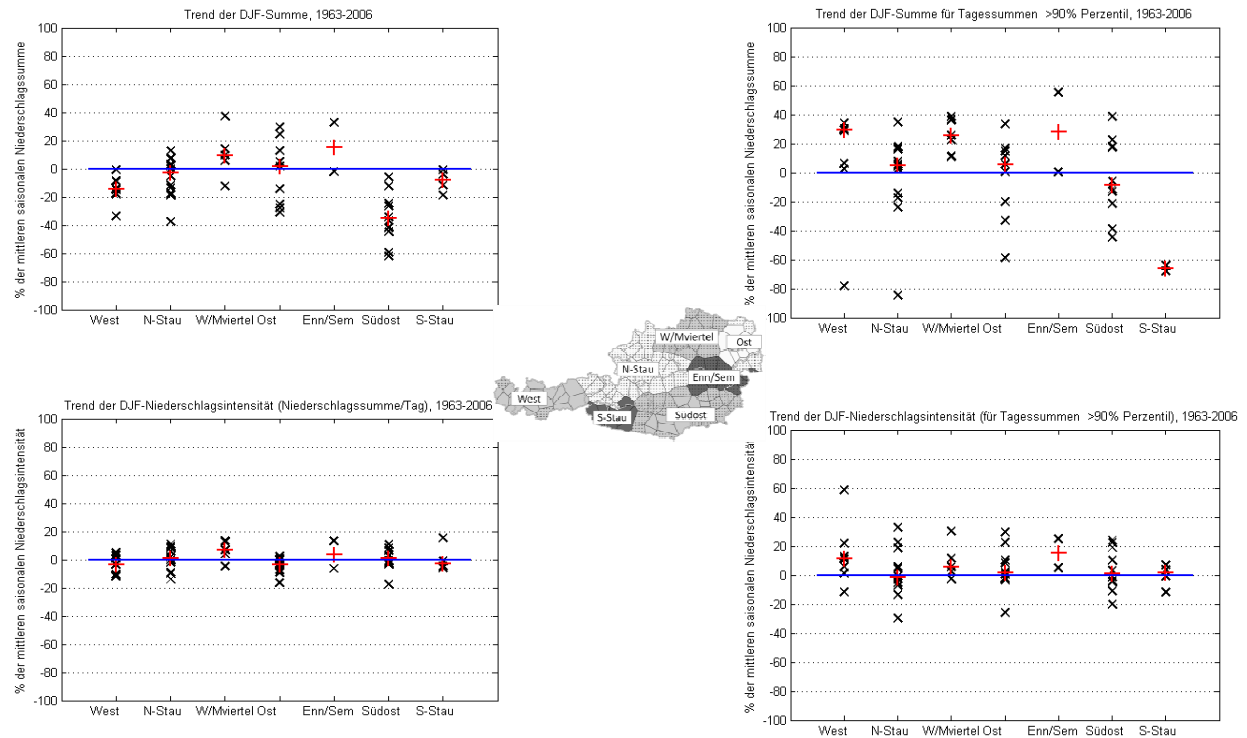 Trend der DJF-Summe, 1963-2006
% der mittleren saisonalen Niederschlagssumme
100
80
60
40
20
0
-20
-40
-60
-80
-100
West N-Stau W/Mviertel Ost Enn/Sem Südost S-Stau
Trend der DJF-Summe für Tagessummen >90% Perzentil, 1963-2006
% der mittleren saisonalen Niederschlagssumme
100
80
60
40
20
0
-20
-40
-60
-80
-100
West N-Stau W/Mviertel Ost Enn/Sem Südost S-Stau
W/Mviertel
Ost
N-Stau
Enn/Sem
West
S-Stau
Südost
Trend der DJF-Niederschlagsintensität (Niederschlagssumme/Tag), 1963-2006
% der mittleren saisonalen Niederschlagsintensität
100
80
60
40
20
0
-20
-40
-60
-80
-100
West N-Stau W/Mviertel Ost Enn/Sem Südost S-Stau
Trend der DJF-Niederschlagsintensität (für Tagessummen >90% Perzentil), 1963-2006
% der mittleren saisonalen Niederschlagsintensität
100
80
60
40
20
0
-20
-40
-60
-80
-100
West N-Stau W/Mviertel Ost Enn/Sem Südost S-Stau